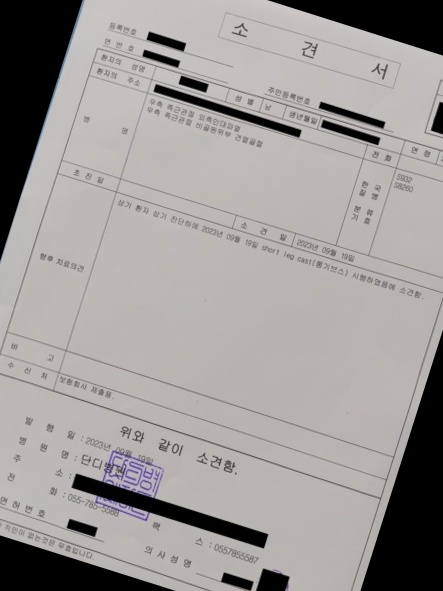 소 견 서
등록번호
연 번 호
환자의 성명
주민등록번호
환자의 주소
성 별 남 생년월일
전 화
연 령
병 명
우측 족근관절 외측인대파열
우측 족근관절 비골원위부 견열골절
한국질병 분류기호
S932
S8260
초 진 일
소 견 일
2023년 09월 19일
향후 치료의견
상기 환자 상기 진단하에 2023년 09월 19일 short leg cast(통기브스) 시행하였음에 소견함.
비 고
소 신 처
보험회사 제출용.
위와 같이 소견함.
발 행 일 : 2023년 09월 19일
병 원 명 : 단디병원
주 소 :
전 화 : 055-785-5588
팩 스 : 0557855587
면허번호
의사성명
직인이 없는것은 무효입니다.